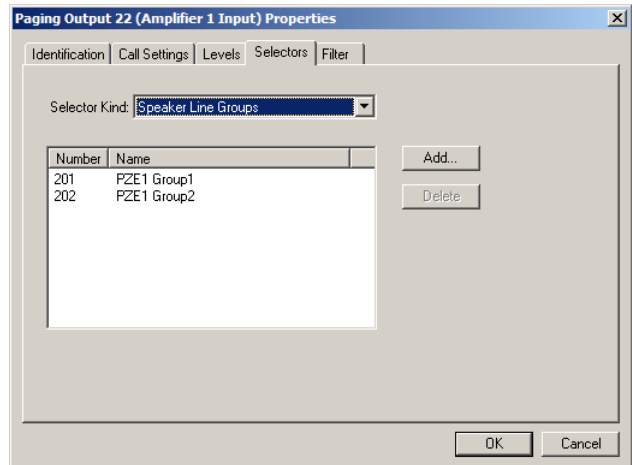 Paging Output 22 (Amplifier 1 Input) Properties
Identification Call Settings Levels Selectors Filter
Selector Kind: Speaker Line Groups
Number Name
Add...
201 PZE1 Group1
202 PZE1 Group2
Delete
OK Cancel